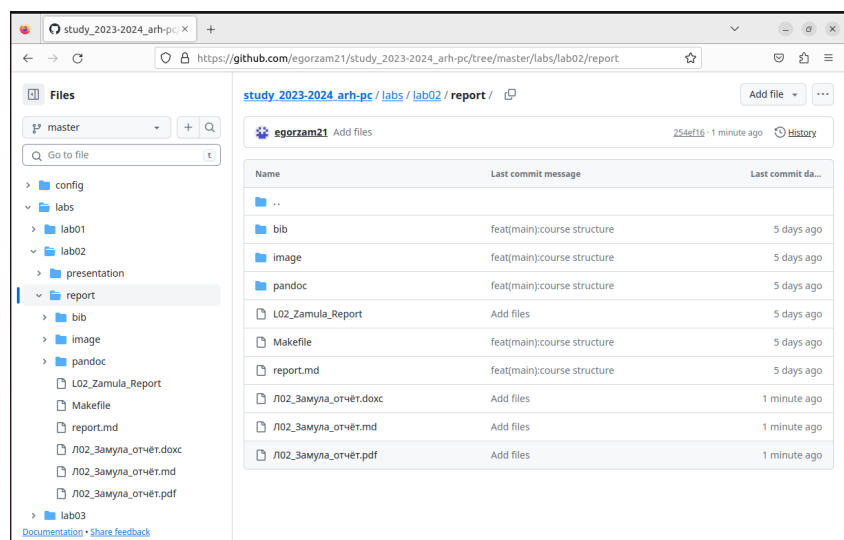 study_2023-2024_arh-pc/
https://github.com/egorzam21/study_2023-2024_arh-pc/tree/master/labs/lab02/report
Files
master
Go to file
t
config
labs
lab01
lab02
presentation
report
bib
image
pandoc
L02_Zamula_Report
Makefile
report.md
Л02_Замула_отчёт.doxc
Л02_Замула_отчёт.md
Л02_Замула_отчёт.pdf
lab03
Documentation • Share feedback
study_2023-2024_arh-pc / labs / lab02 / report /
Add file
egorzam21 Add files
254ef16 · 1 minute ago History
Name Last commit message Last commit da...
..
bib feat(main):course structure 5 days ago
image feat(main):course structure 5 days ago
pandoc feat(main):course structure 5 days ago
L02_Zamula_Report Add files 5 days ago
Makefile feat(main):course structure 5 days ago
report.md feat(main):course structure 5 days ago
Л02_Замула_отчёт.doxc Add files 1 minute ago
Л02_Замула_отчёт.md Add files 1 minute ago
Л02_Замула_отчёт.pdf Add files 1 minute ago